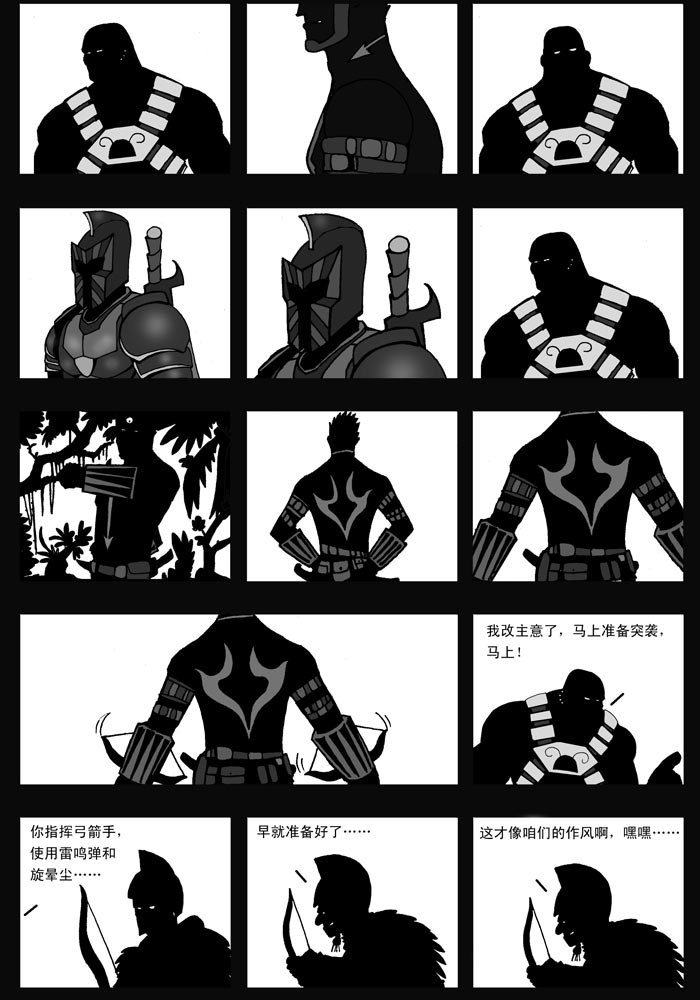 我改主意了，马上准备突袭，
马上！
你指挥弓箭手，
使用雷鸣弹和
旋晕尘……
早就准备好了……
这才像咱们的作风啊，嘿嘿……